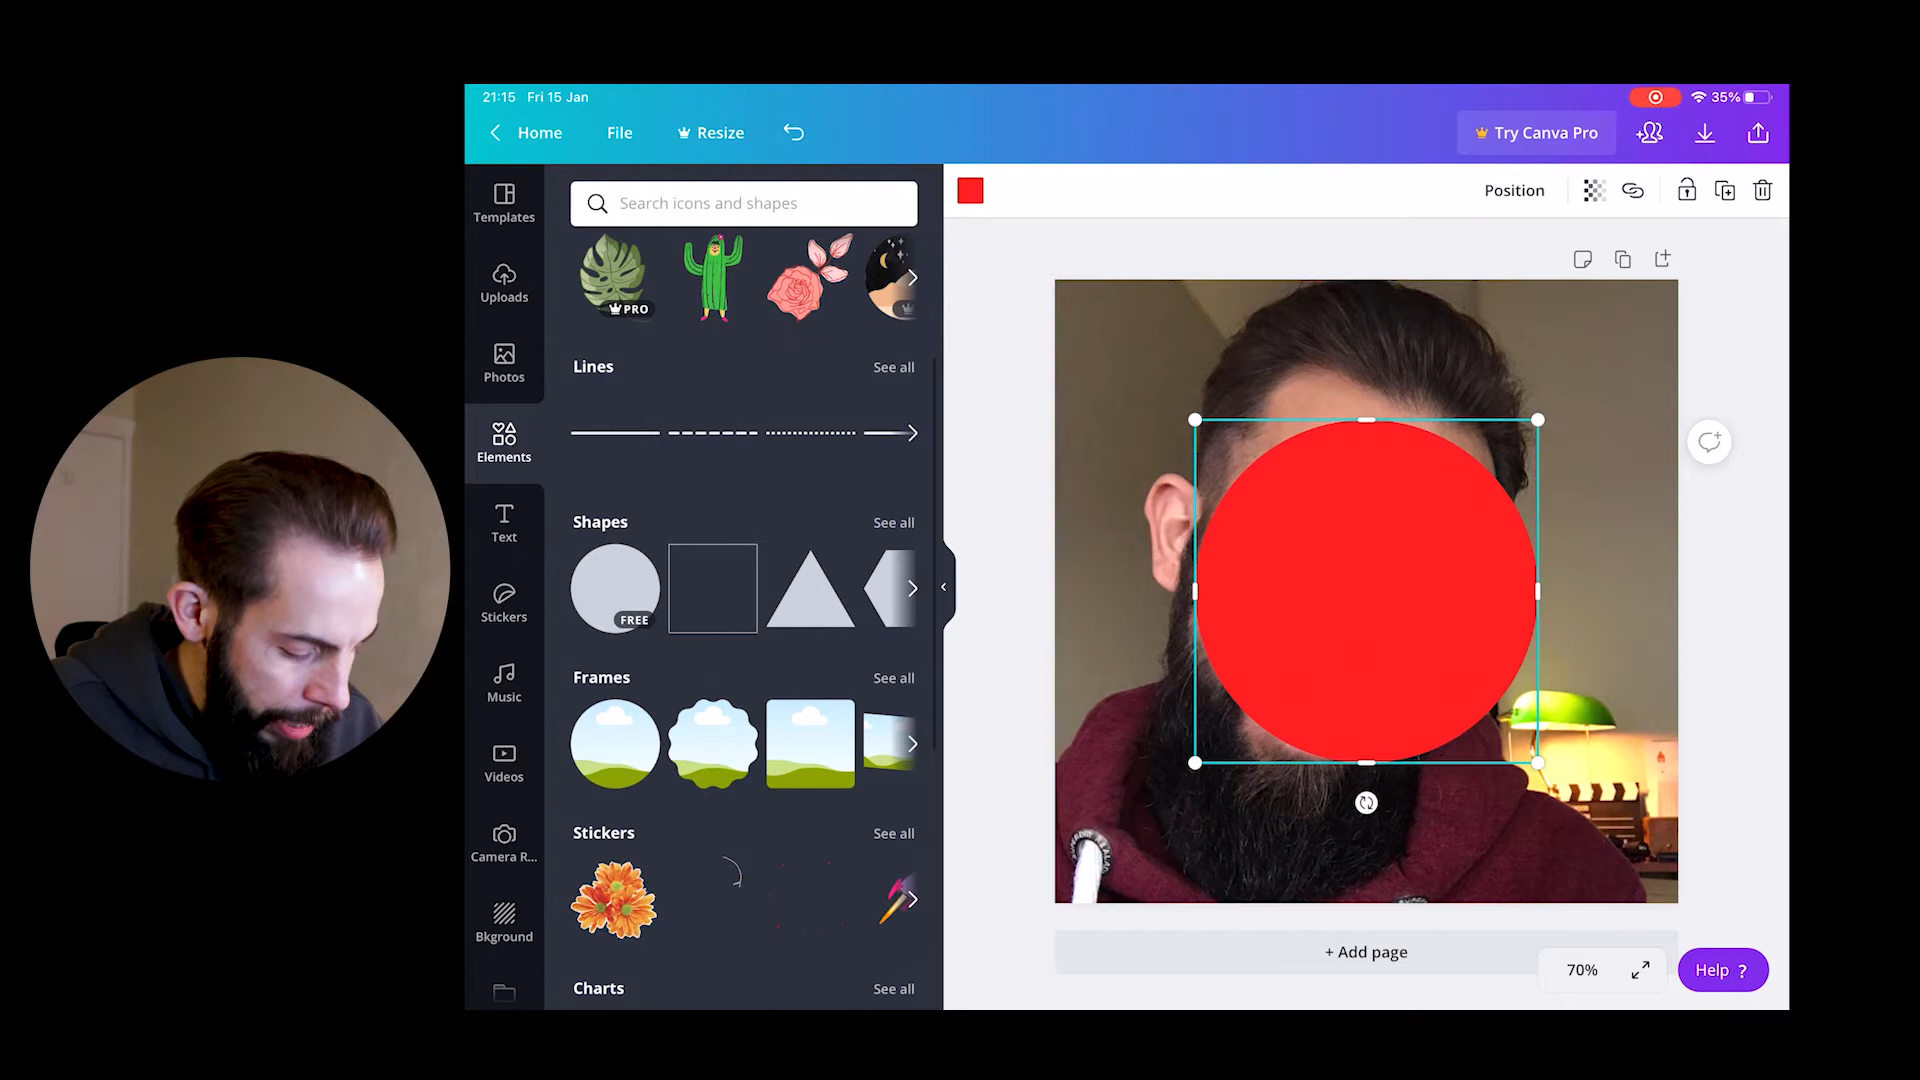 21:15 Fri 15 Jan
35%
Home
File
Resize
Try Canva Pro
Templates
Uploads
Photos
Elements
Text
Stickers
Music
Videos
Camera R...
Bkground
Search icons and shapes
PRO
Lines
See all
Shapes
See all
FREE
Frames
See all
Stickers
See all
Charts
See all
Position
+ Add page
70%
Help ?